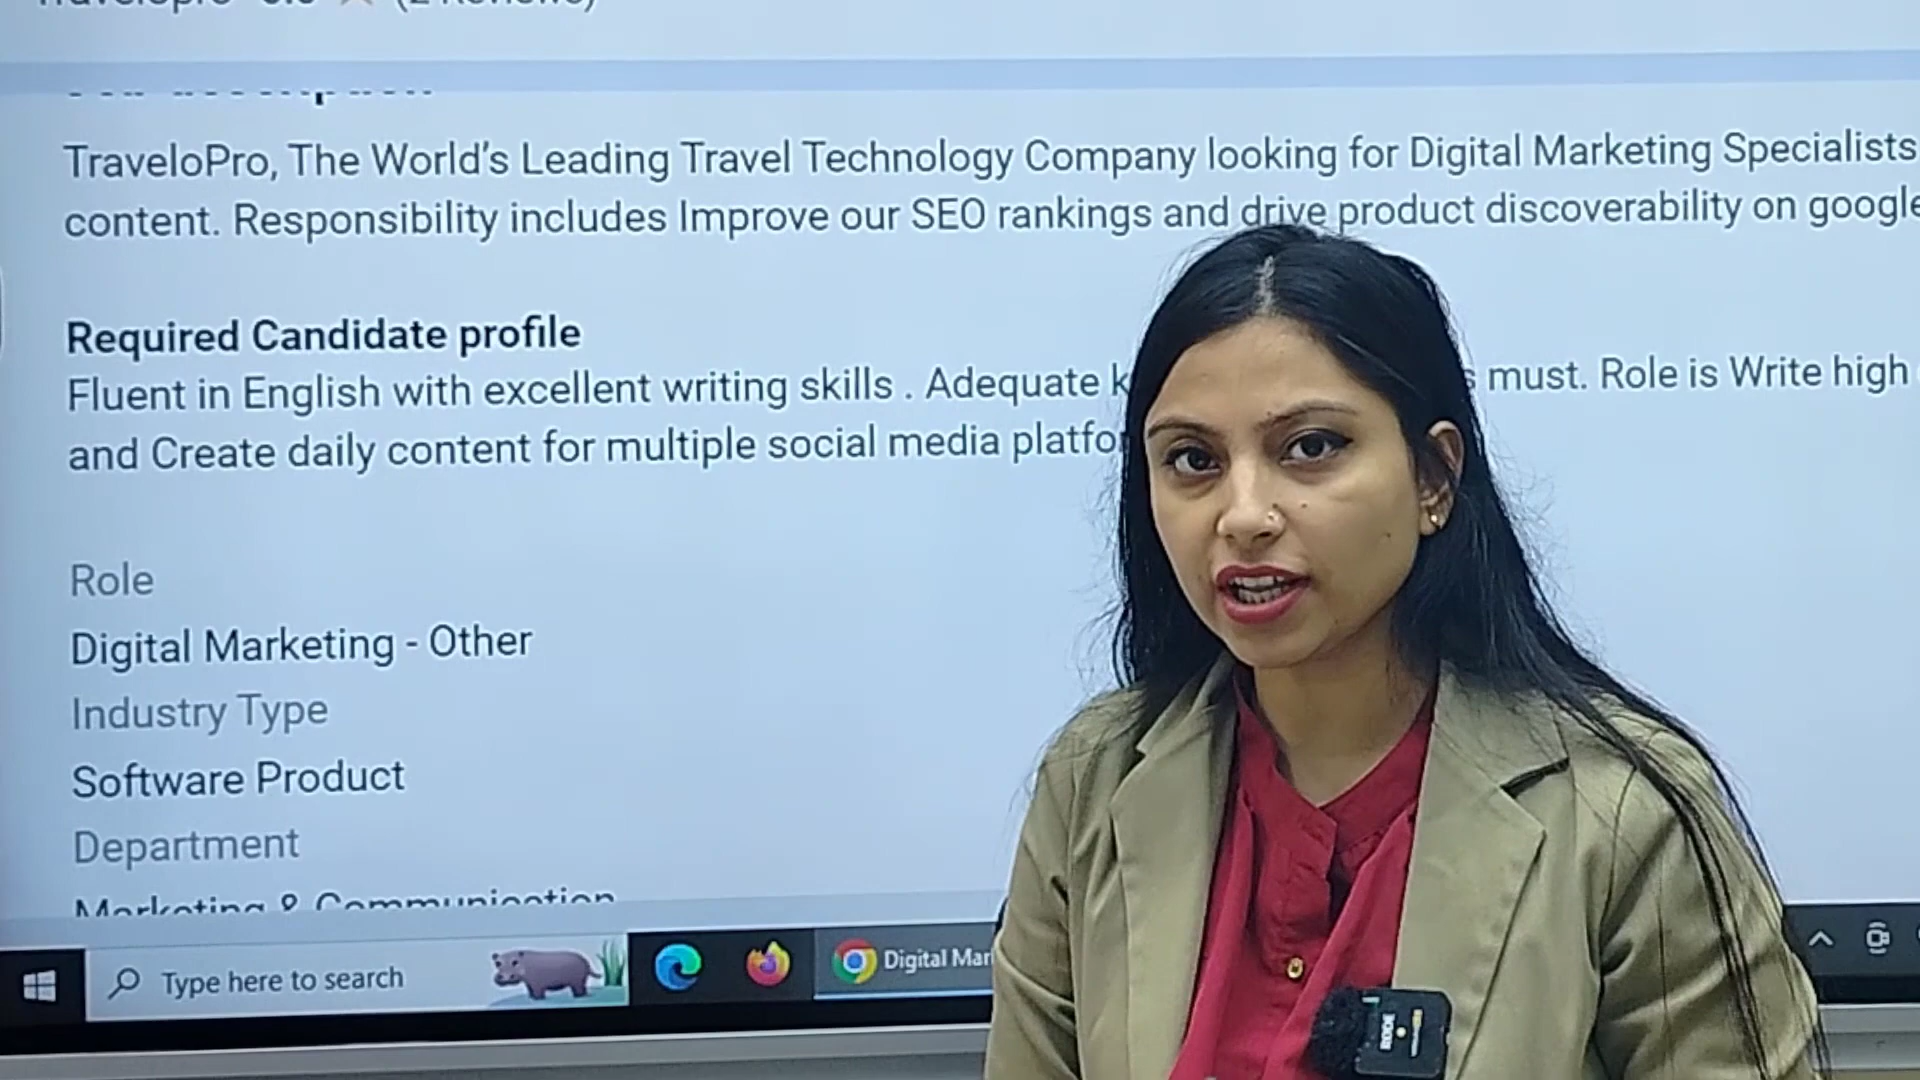 TraveloPro, The World's Leading Travel Technology Company looking for Digital Marketing Specialists
content. Responsibility includes Improve our SEO rankings and drive product discoverability on google
Required Candidate profile
Fluent in English with excellent writing skills . Adequate must. Role is Write high
and Create daily content for multiple social media
Role
Digital Marketing - Other
Industry Type
Software Product
Department
Marketing & Communication
Type here to search
Digital Mar
RODE